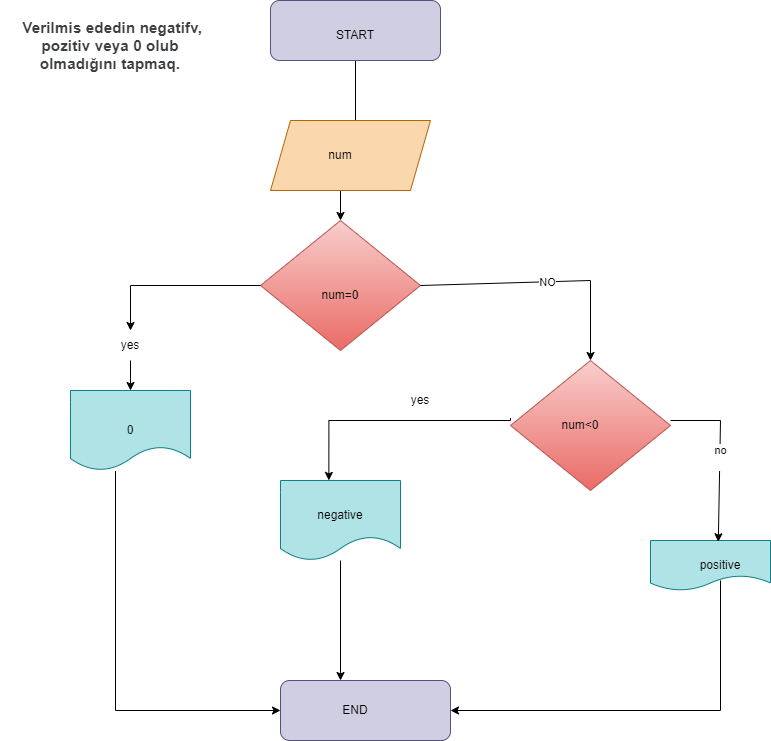 Verilmis ededin negatifv,
pozitiv veya 0 olub
olmadığını tapmaq.
START
num
num=0
NO
yes
0
yes
num<0
no
negative
positive
END